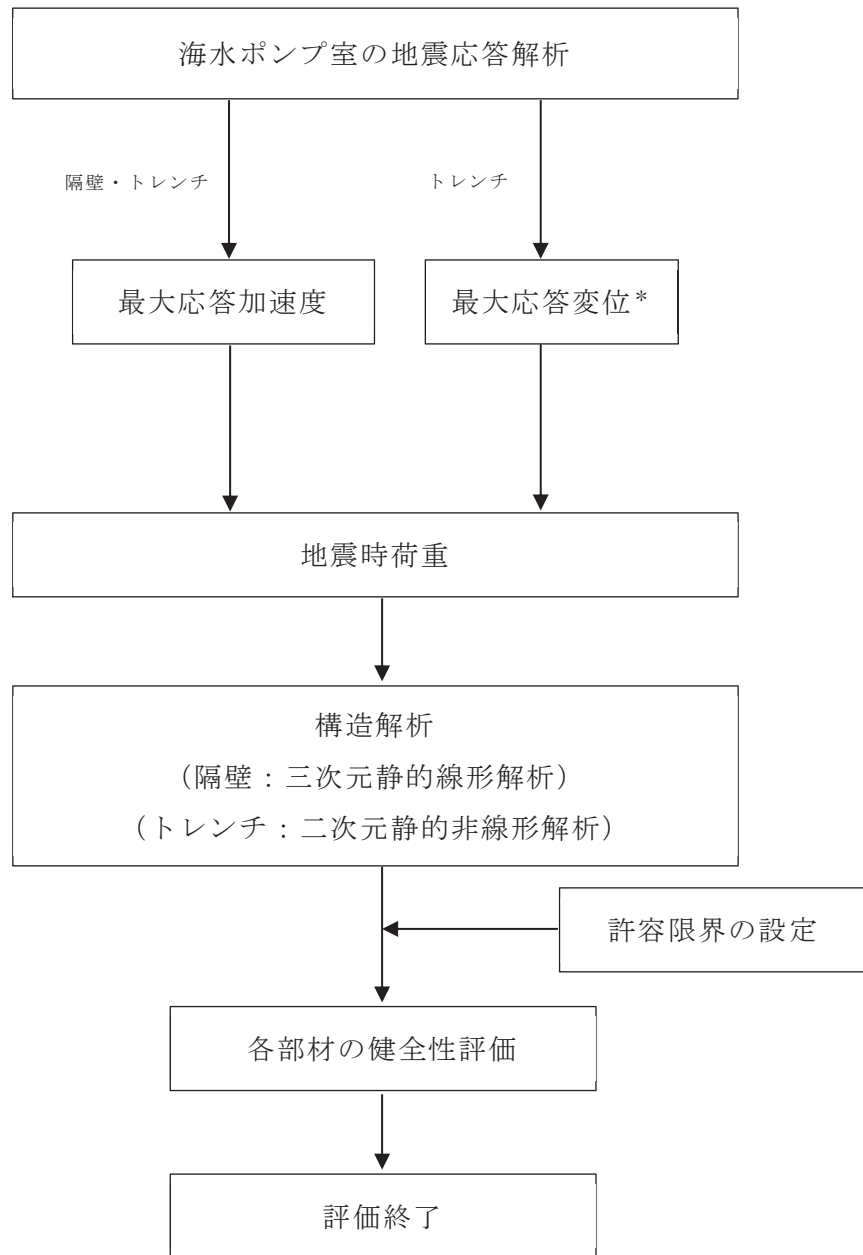 海水ポンプ室の地震応答解析
隔壁・トレンチ
トレンチ
最大応答加速度
最大応答変位*
地震時荷重
構造解析
(隔壁:三次元静的線形解析)
(トレンチ:二次元静的非線形解析)
許容限界の設定
各部材の健全性評価
評価終了